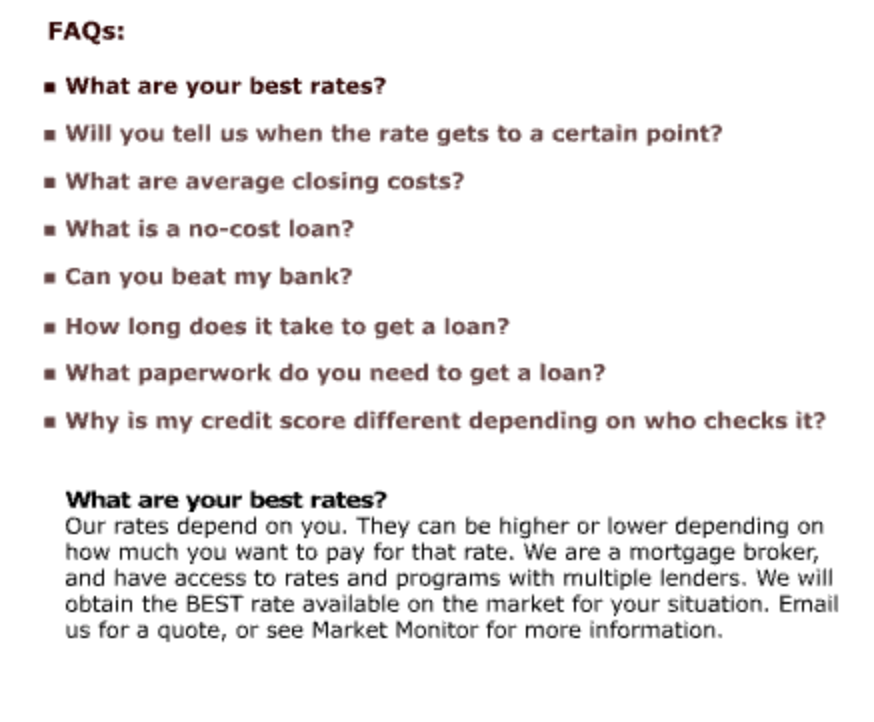 FAQs:
▪ What are your best rates?
▪ Will you tell us when the rate gets to a certain point?
▪ What are average closing costs?
▪ What is a no-cost loan?
▪ Can you beat my bank?
▪ How long does it take to get a loan?
▪ What paperwork do you need to get a loan?
▪ Why is my credit score different depending on who checks it?
What are your best rates?
Our rates depend on you. They can be higher or lower depending on
how much you want to pay for that rate. We are a mortgage broker,
and have access to rates and programs with multiple lenders. We will
obtain the BEST rate available on the market for your situation. Email
us for a quote, or see Market Monitor for more information.